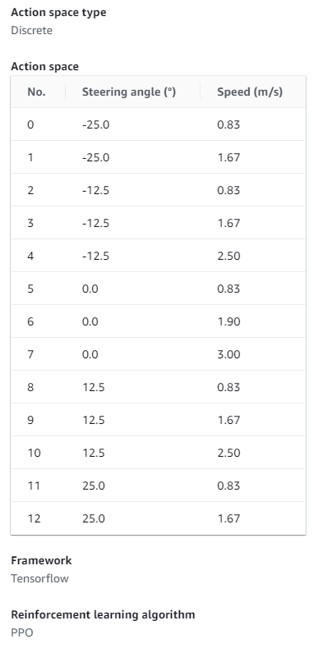 Action space type
Discrete
Action space
No. Steering angle (°) Speed (m/s)
0 -25.0 0.83
1 -25.0 1.67
2 -12.5 0.83
3 -12.5 1.67
4 -12.5 2.50
5 0.0 0.83
6 0.0 1.90
7 0.0 3.00
8 12.5 0.83
9 12.5 1.67
10 12.5 2.50
11 25.0 0.83
12 25.0 1.67
Framework
Tensorflow
Reinforcement learning algorithm
PPO